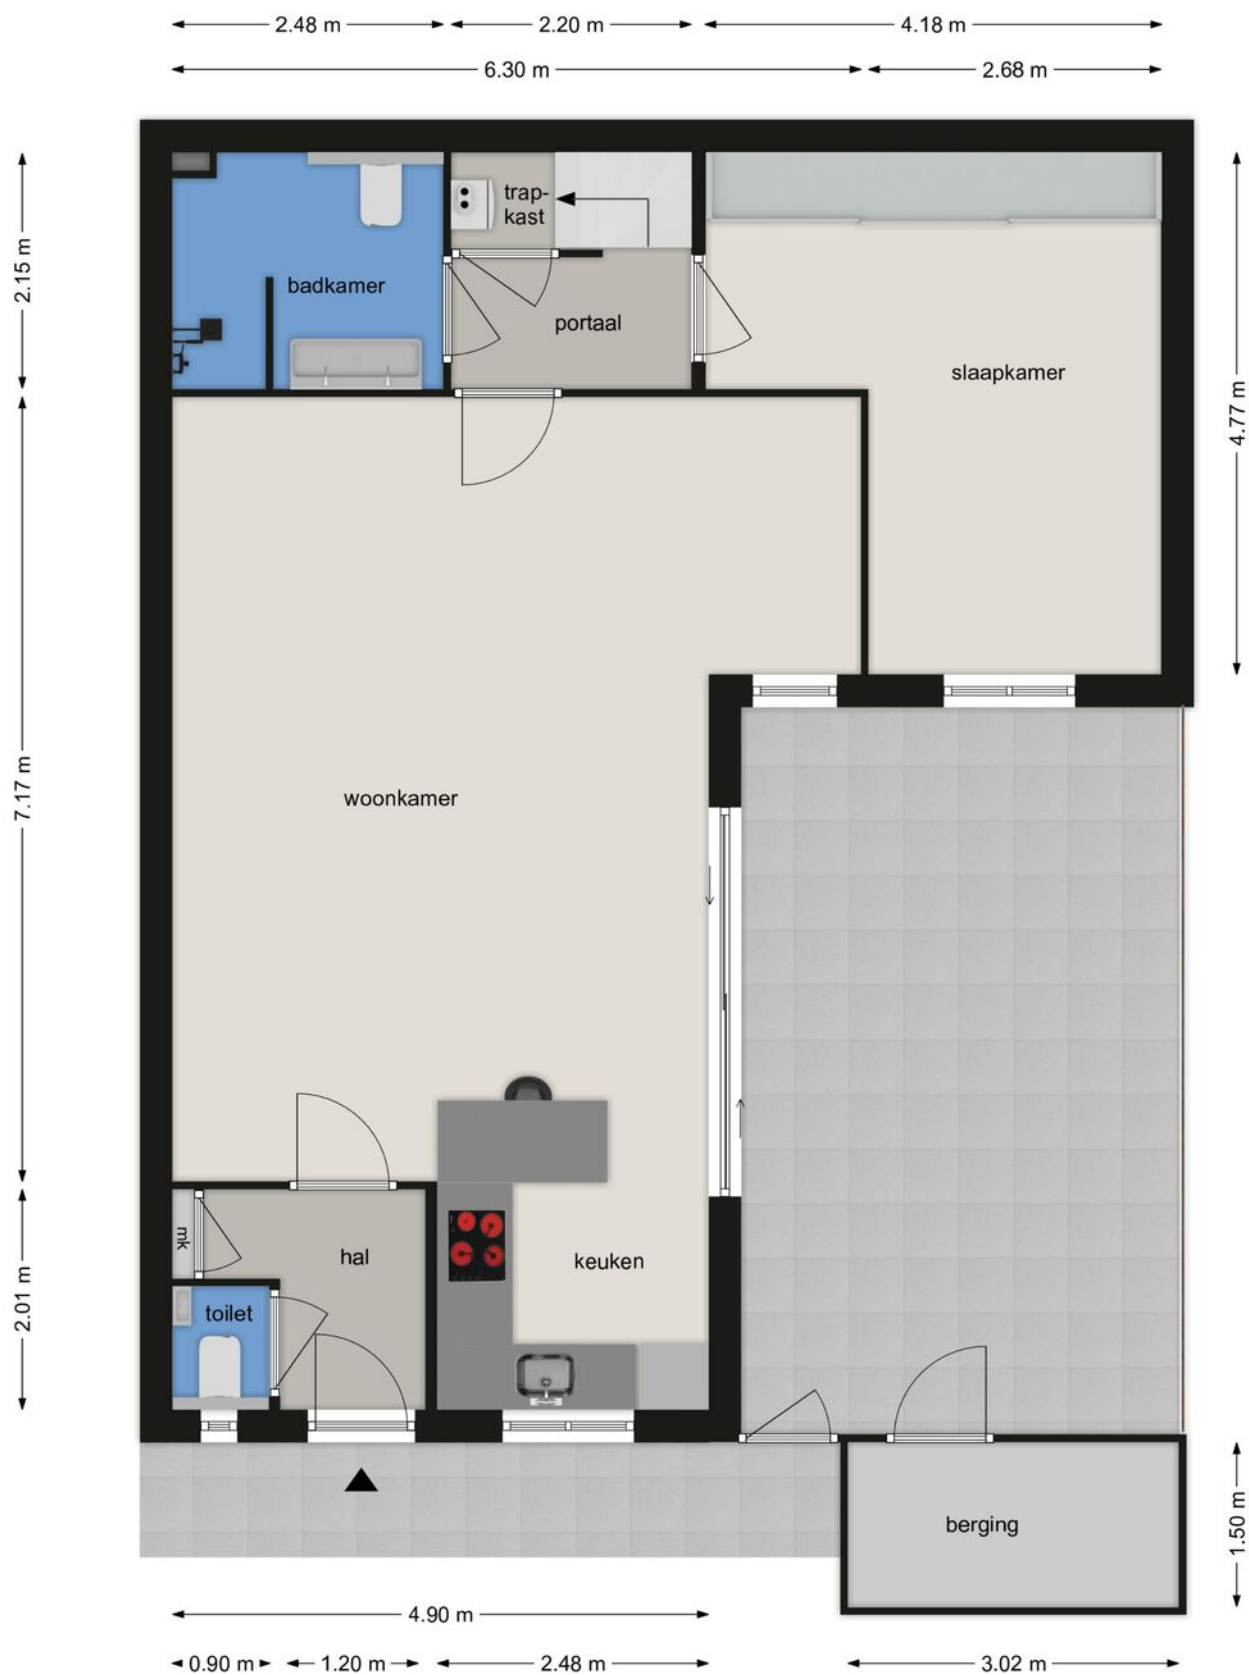 2.48 m
2.20 m
4.18 m
6.30 m
2.68 m
trap-
kast
2.15 m
badkamer
portaal
slaapkamer
4.77 m
7.17 m
woonkamer
mk
hal
keuken
2.01 m
toilet
berging
1.50 m
4.90 m
0.90 m
1.20 m
2.48 m
3.02 m